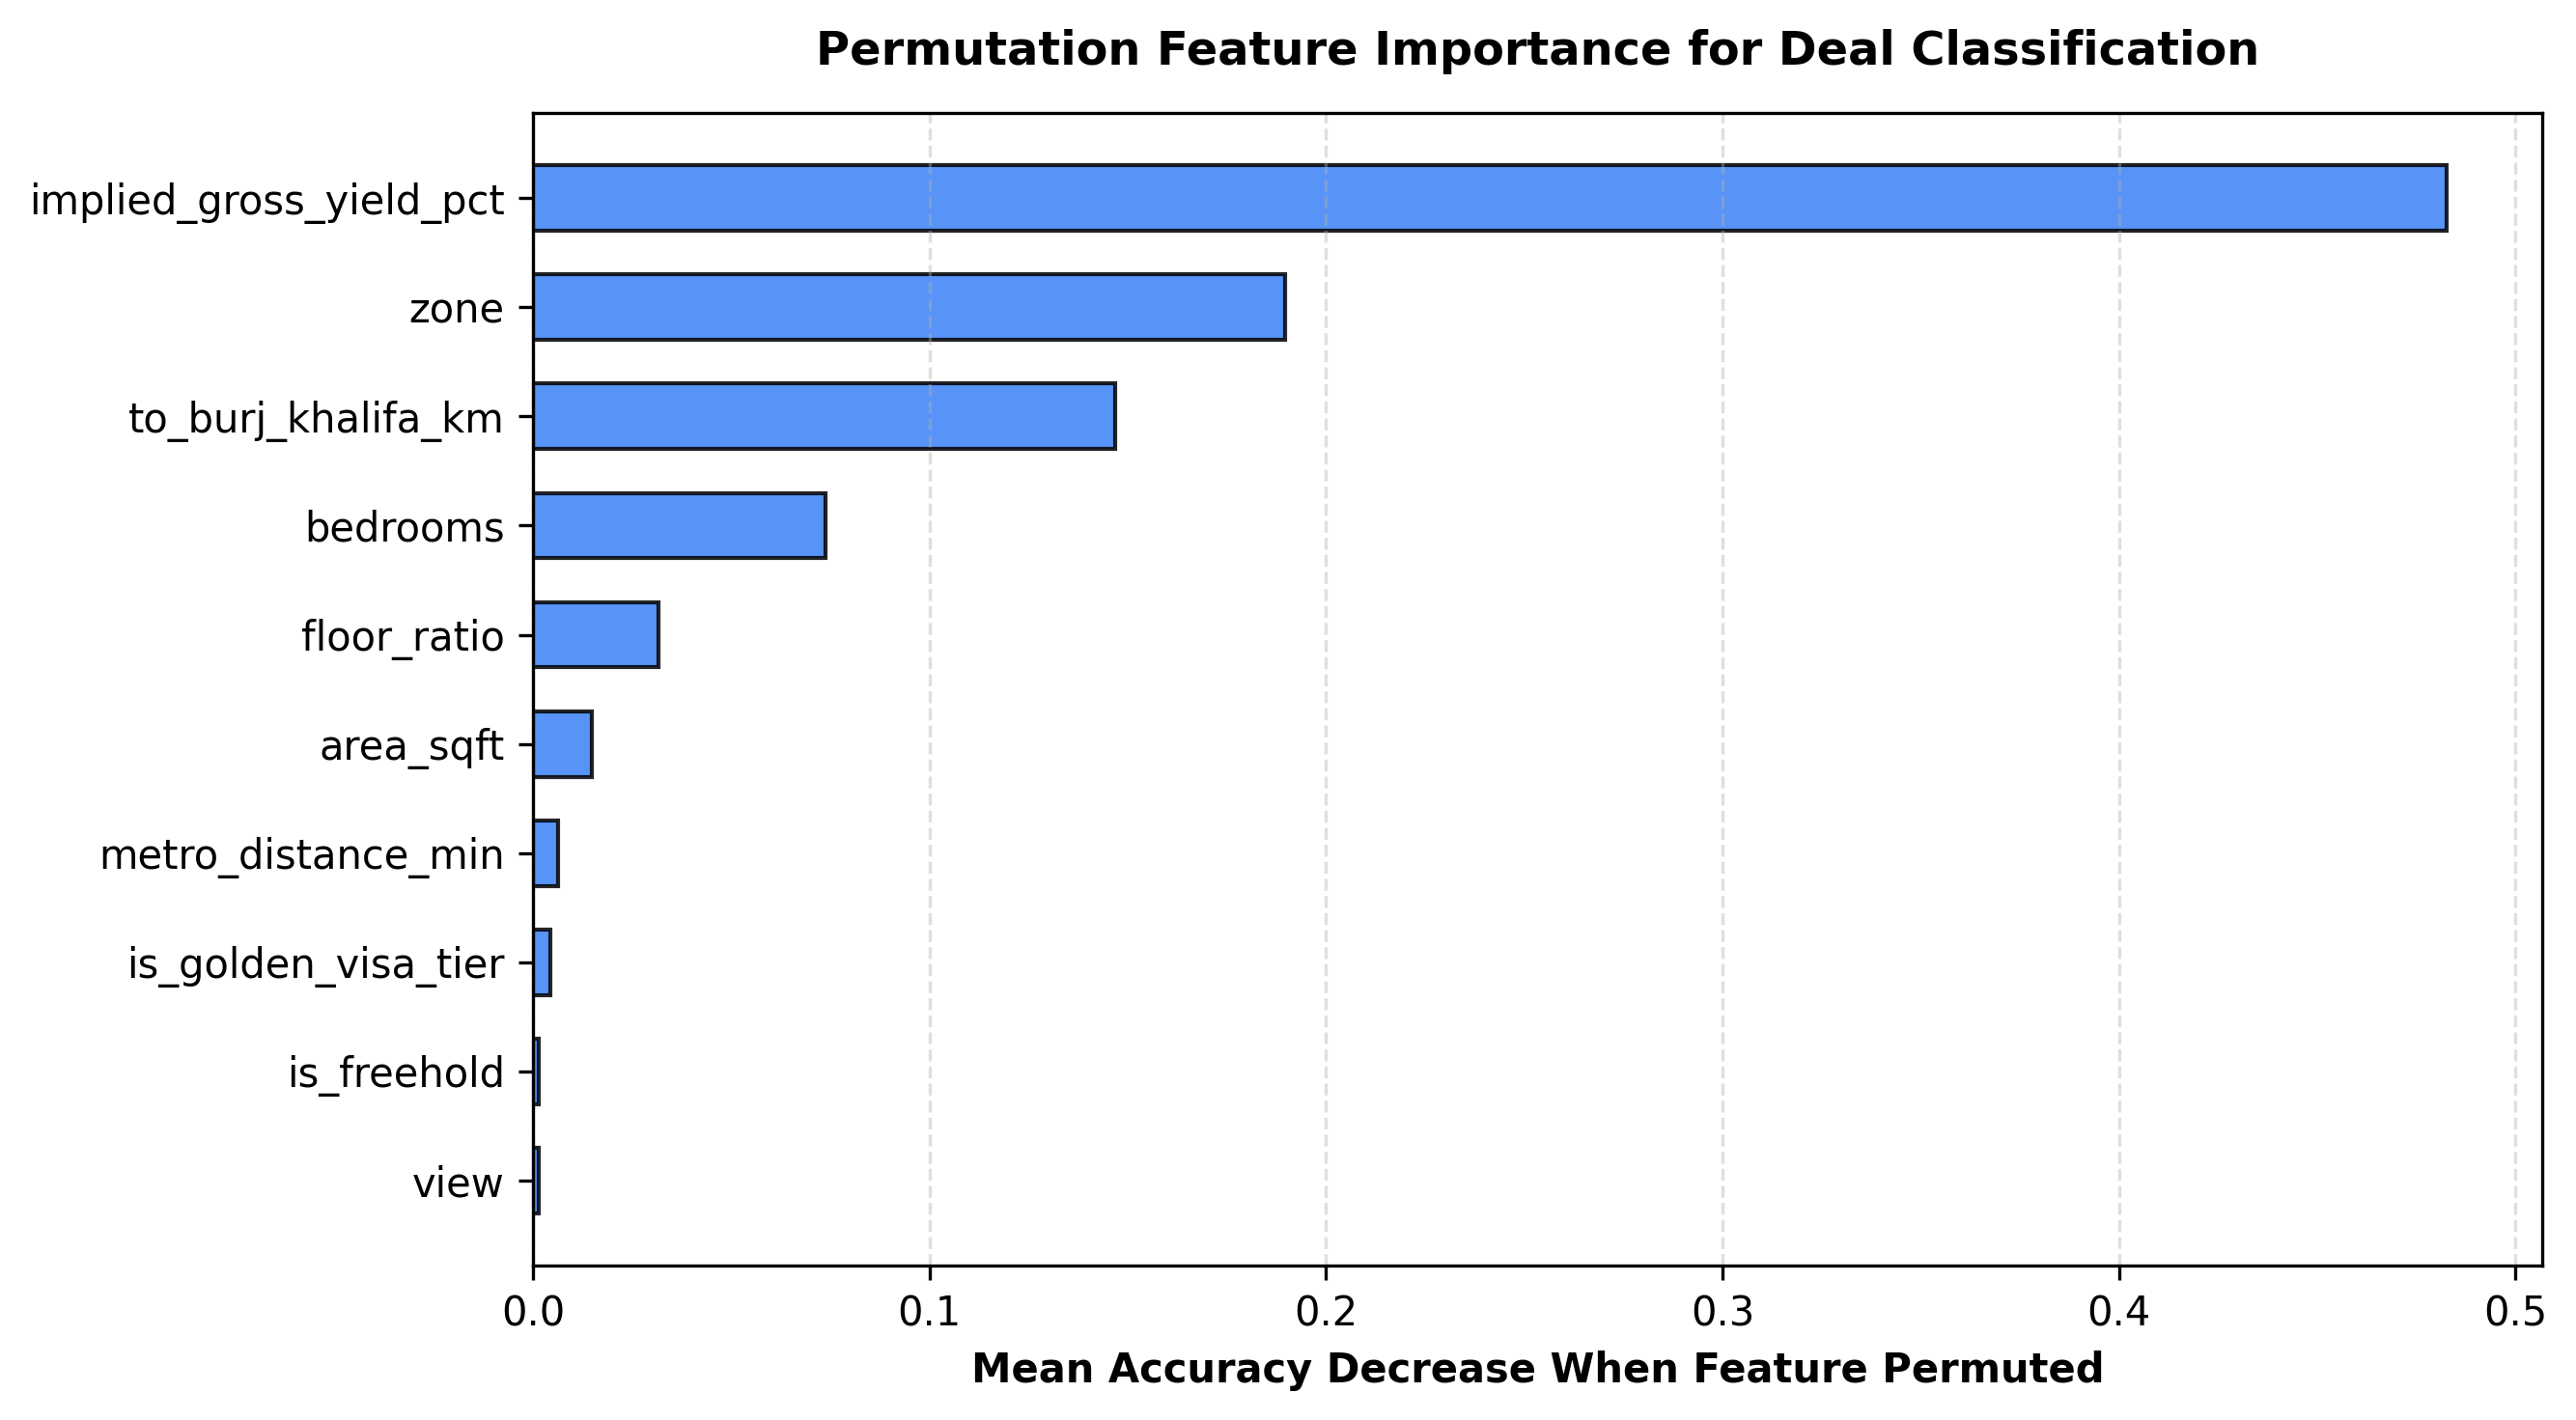 Permutation Feature Importance for Deal Classification
implied_gross_yield_pct
zone
to_burj_khalifa_km
bedrooms
floor_ratio
area_sqft
metro_distance_min
is_golden_visa_tier
is_freehold
view
0.0 0.1 0.2 0.3 0.4 0.5
Mean Accuracy Decrease When Feature Permuted